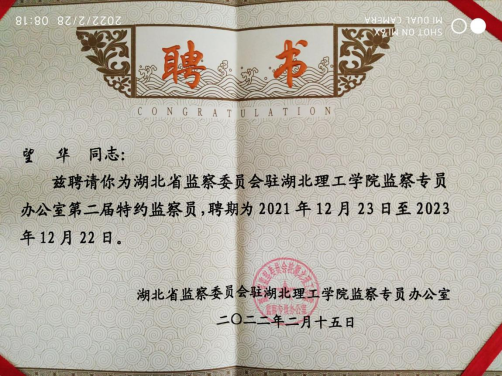 2022/2/28 08:18
SHOT ON MI 6X
MI DUAL CAMERA
聘书
CONGRATULATION
望 华 同志:
兹聘请你为湖北省监察委员会驻湖北理工学院监察专员
办公室第二届特约监察员,聘期为2021年12月23日至2023
年12月22日。
湖北省监察委员会驻湖北理工学院监察专员办公室
二〇二二年二月十五日